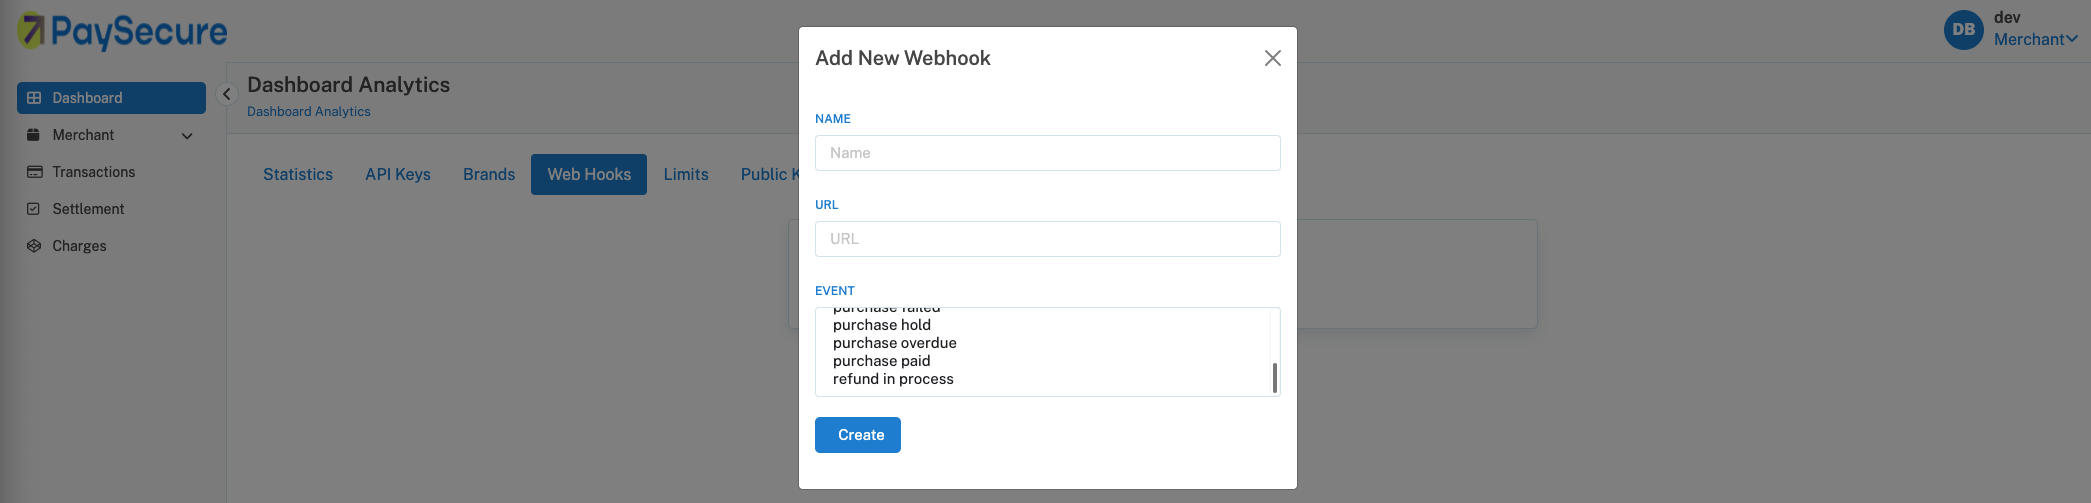 PaySecure
DB
dev
Merchant
Dashboard
Merchant
Transactions
Settlement
Charges
Dashboard Analytics
Dashboard Analytics
Statistics
API Keys
Brands
Web Hooks
Limits
Public K
Add New Webhook
NAME
Name
URL
URL
EVENT
purchase failed
purchase hold
purchase overdue
purchase paid
refund in process
Create